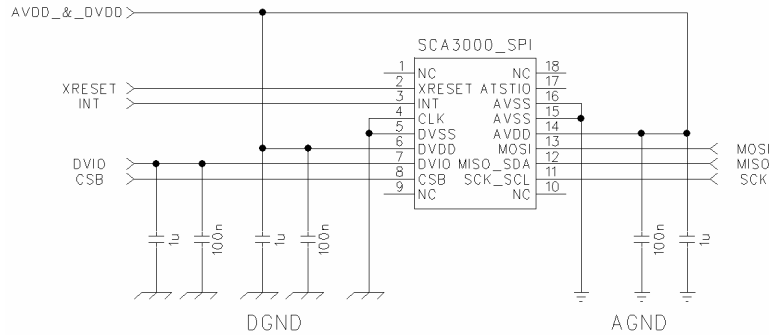 AVDD_&_DVDD
SCA3000_SPI
1 NC NC 18
XRESET 2 XRESET ATSTIO 17
INT 3 INT AVSS 16
4 CLK AVSS 15
5 DVSS AVDD 14
6 DVDD MOSI 13 MOSI
DVIO 7 DVIO MISO_SDA 12 MISO
CSB 8 CSB SCK_SCL 11 SCK
9 NC NC 10
1u 100n 1u 100n 100n 1u
DGND AGND